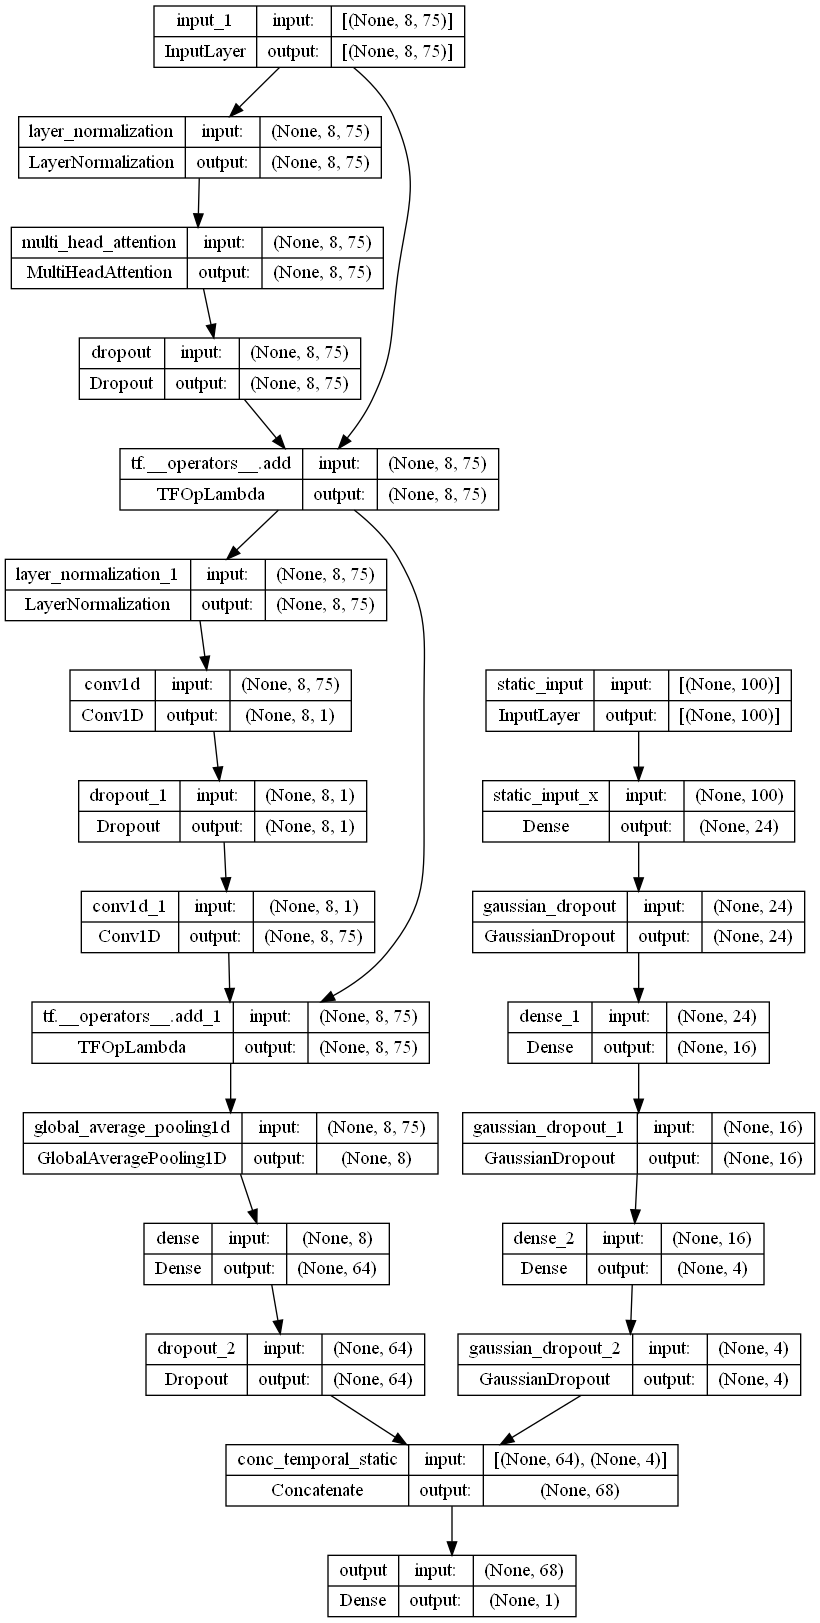 input_1 input: [(None, 8, 75)]
InputLayer output: [(None, 8, 75)]
layer_normalization input: (None, 8, 75)
LayerNormalization output: (None, 8, 75)
multi_head_attention input: (None, 8, 75)
MultiHeadAttention output: (None, 8, 75)
dropout input: (None, 8, 75)
Dropout output: (None, 8, 75)
tf.__operators__.add input: (None, 8, 75)
TFOpLambda output: (None, 8, 75)
layer_normalization_1 input: (None, 8, 75)
LayerNormalization output: (None, 8, 75)
conv1d input: (None, 8, 75)
Conv1D output: (None, 8, 1)
dropout_1 input: (None, 8, 1)
Dropout output: (None, 8, 1)
conv1d_1 input: (None, 8, 1)
Conv1D output: (None, 8, 75)
tf.__operators__.add_1 input: (None, 8, 75)
TFOpLambda output: (None, 8, 75)
global_average_pooling1d input: (None, 8, 75)
GlobalAveragePooling1D output: (None, 8)
dense input: (None, 8)
Dense output: (None, 64)
dropout_2 input: (None, 64)
Dropout output: (None, 64)
static_input input: [(None, 100)]
InputLayer output: [(None, 100)]
static_input_x input: (None, 100)
Dense output: (None, 24)
gaussian_dropout input: (None, 24)
GaussianDropout output: (None, 24)
dense_1 input: (None, 24)
Dense output: (None, 16)
gaussian_dropout_1 input: (None, 16)
GaussianDropout output: (None, 16)
dense_2 input: (None, 16)
Dense output: (None, 4)
gaussian_dropout_2 input: (None, 4)
GaussianDropout output: (None, 4)
conc_temporal_static input: [(None, 64), (None, 4)]
Concatenate output: (None, 68)
output input: (None, 68)
Dense output: (None, 1)